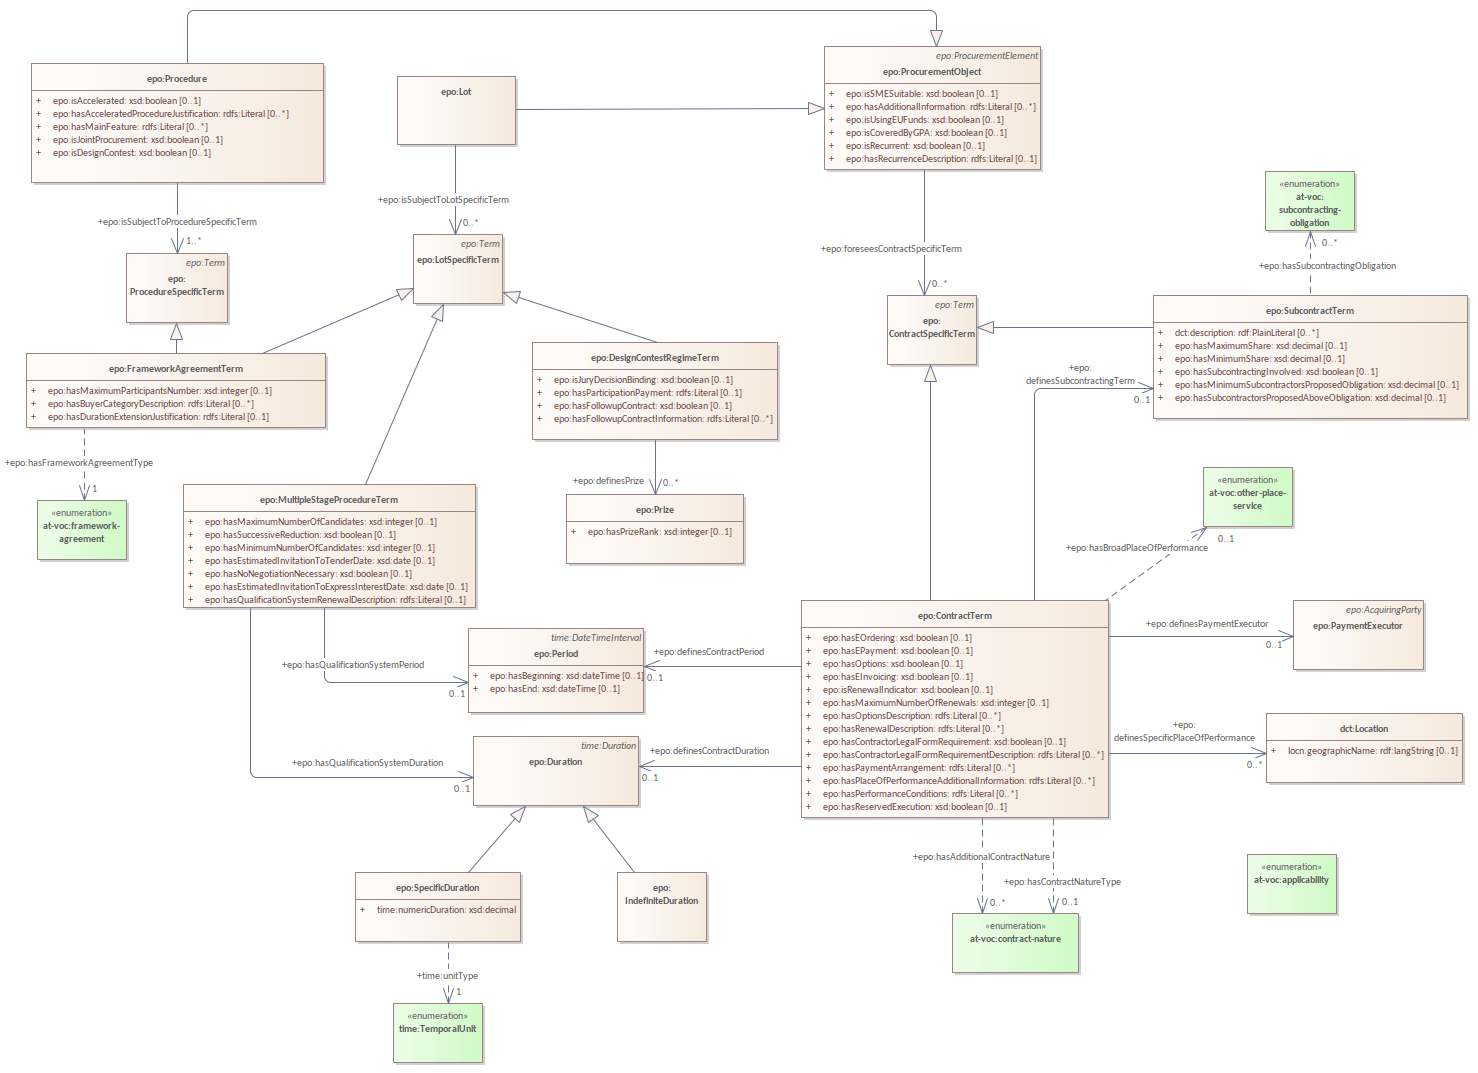 epo:Procedure
+ epo:isAccelerated: xsd:boolean [0..1]
+ epo:hasAcceleratedProcedureJustification: rdfs:Literal [0..*]
+ epo:hasMainFeature: rdfs:Literal [0..*]
+ epo:isJointProcurement: xsd:boolean [0..1]
+ epo:isDesignContest: xsd:boolean [0..1]
epo:Lot
epo:ProcurementElement
epo:ProcurementObject
+ epo:isSMESuitable: xsd:boolean [0..1]
+ epo:hasAdditionalInformation: rdfs:Literal [0..*]
+ epo:isUsingEUFunds: xsd:boolean [0..1]
+ epo:isCoveredByGPA: xsd:boolean [0..1]
+ epo:isRecurrent: xsd:boolean [0..1]
+ epo:hasRecurrenceDescription: rdfs:Literal [0..1]
+epo:isSubjectToProcedureSpecificTerm
1..*
+epo:isSubjectToLotSpecificTerm
0..*
+epo:foreseesContractSpecificTerm
0..*
«enumeration»
at-voc:
subcontracting-
obligation
0..*
+epo:hasSubcontractingObligation
epo:Term
epo:
ProcedureSpecificTerm
epo:Term
epo:LotSpecificTerm
epo:Term
epo:
ContractSpecificTerm
epo:SubcontractTerm
+ dct:description: rdf:PlainLiteral [0..*]
+ epo:hasMaximumShare: xsd:decimal [0..1]
+ epo:hasMinimumShare: xsd:decimal [0..1]
+ epo:hasSubcontractingInvolved: xsd:boolean [0..1]
+ epo:hasMinimumSubcontractorsProposedObligation: xsd:decimal [0..1]
+ epo:hasSubcontractorsProposedAboveObligation: xsd:decimal [0..1]
+epo:
definesSubcontractingTerm
0..1
epo:FrameworkAgreementTerm
+ epo:hasMaximumParticipantsNumber: xsd:integer [0..1]
+ epo:hasBuyerCategoryDescription: rdfs:Literal [0..*]
+ epo:hasDurationExtensionJustification: rdfs:Literal [0..1]
+epo:hasFrameworkAgreementType
1
«enumeration»
at-voc:framework-
agreement
epo:DesignContestRegimeTerm
+ epo:isJuryDecisionBinding: xsd:boolean [0..1]
+ epo:hasParticipationPayment: rdfs:Literal [0..1]
+ epo:hasFollowupContract: xsd:boolean [0..1]
+ epo:hasFollowupContractInformation: rdfs:Literal [0..*]
+epo:definesPrize
0..*
epo:Prize
+ epo:hasPrizeRank: xsd:integer [0..1]
epo:MultipleStageProcedureTerm
+ epo:hasMaximumNumberOfCandidates: xsd:integer [0..1]
+ epo:hasSuccessiveReduction: xsd:boolean [0..1]
+ epo:hasMinimumNumberOfCandidates: xsd:integer [0..1]
+ epo:hasEstimatedInvitationToTenderDate: xsd:date [0..1]
+ epo:hasNoNegotiationNecessary: xsd:boolean [0..1]
+ epo:hasEstimatedInvitationToExpressInterestDate: xsd:date [0..1]
+ epo:hasQualificationSystemRenewalDescription: rdfs:Literal [0..1]
«enumeration»
at-voc:other-place-
service
0..1
+epo:hasBroadPlaceOfPerformance
+epo:hasQualificationSystemPeriod
0..1
time:DateTimeInterval
epo:Period
+ epo:hasBeginning: xsd:dateTime [0..1]
+ epo:hasEnd: xsd:dateTime [0..1]
+epo:definesContractPeriod
0..1
epo:ContractTerm
+ epo:hasEOrdering: xsd:boolean [0..1]
+ epo:hasEPayment: xsd:boolean [0..1]
+ epo:hasOptions: xsd:boolean [0..1]
+ epo:hasEInvoicing: xsd:boolean [0..1]
+ epo:isRenewalIndicator: xsd:boolean [0..1]
+ epo:hasMaximumNumberOfRenewals: xsd:integer [0..1]
+ epo:hasOptionsDescription: rdfs:Literal [0..*]
+ epo:hasRenewalDescription: rdfs:Literal [0..*]
+ epo:hasContractorLegalFormRequirement: xsd:boolean [0..1]
+ epo:hasContractorLegalFormRequirementDescription: rdfs:Literal [0..*]
+ epo:hasPaymentArrangement: rdfs:Literal [0..*]
+ epo:hasPlaceOfPerformanceAdditionalInformation: rdfs:Literal [0..*]
+ epo:hasPerformanceConditions: rdfs:Literal [0..*]
+ epo:hasReservedExecution: xsd:boolean [0..1]
+epo:definesPaymentExecutor
0..1
epo:AcquiringParty
epo:PaymentExecutor
+epo:
definesSpecificPlaceOfPerformance
0..*
dct:Location
+ locn:geographicName: rdf:langString [0..1]
+epo:hasQualificationSystemDuration
0..1
time:Duration
epo:Duration
+epo:definesContractDuration
0..1
epo:SpecificDuration
+ time:numericDuration: xsd:decimal
epo:
IndefiniteDuration
+epo:hasAdditionalContractNature
0..*
+epo:hasContractNatureType
0..1
«enumeration»
at-voc:contract-nature
«enumeration»
at-voc:applicability
+time:unitType
1
«enumeration»
time:TemporalUnit